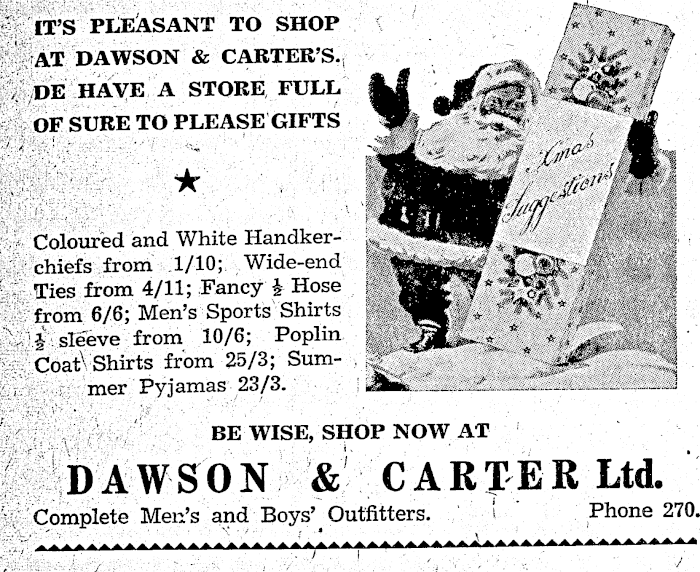 IT'S PLEASANT TO SHOP
AT DAWSON & CARTER'S.
DE HAVE A STORE FULL
OF SURE TO PLEASE GIFTS
★
Coloured and White Handker-
chiefs from 1/10; Wide-end
Ties from 4/11; Fancy ½ Hose
from 6/6; Men's Sports Shirts
½ sleeve from 10/6; Poplin
Coat Shirts from 25/3; Sum-
mer Pyjamas 23/3.
Xmas
Suggestions
BE WISE, SHOP NOW AT
DAWSON & CARTER Ltd.
Complete Men's and Boys' Outfitters. Phone 270.